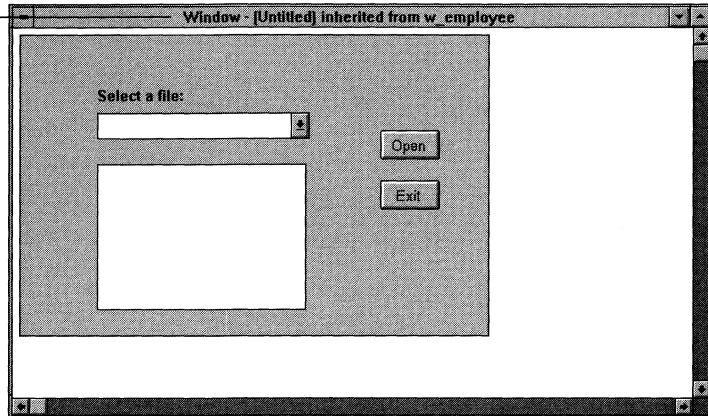 Window - (Untitled) inherited from w_employee
Select a file:
Open
Exit